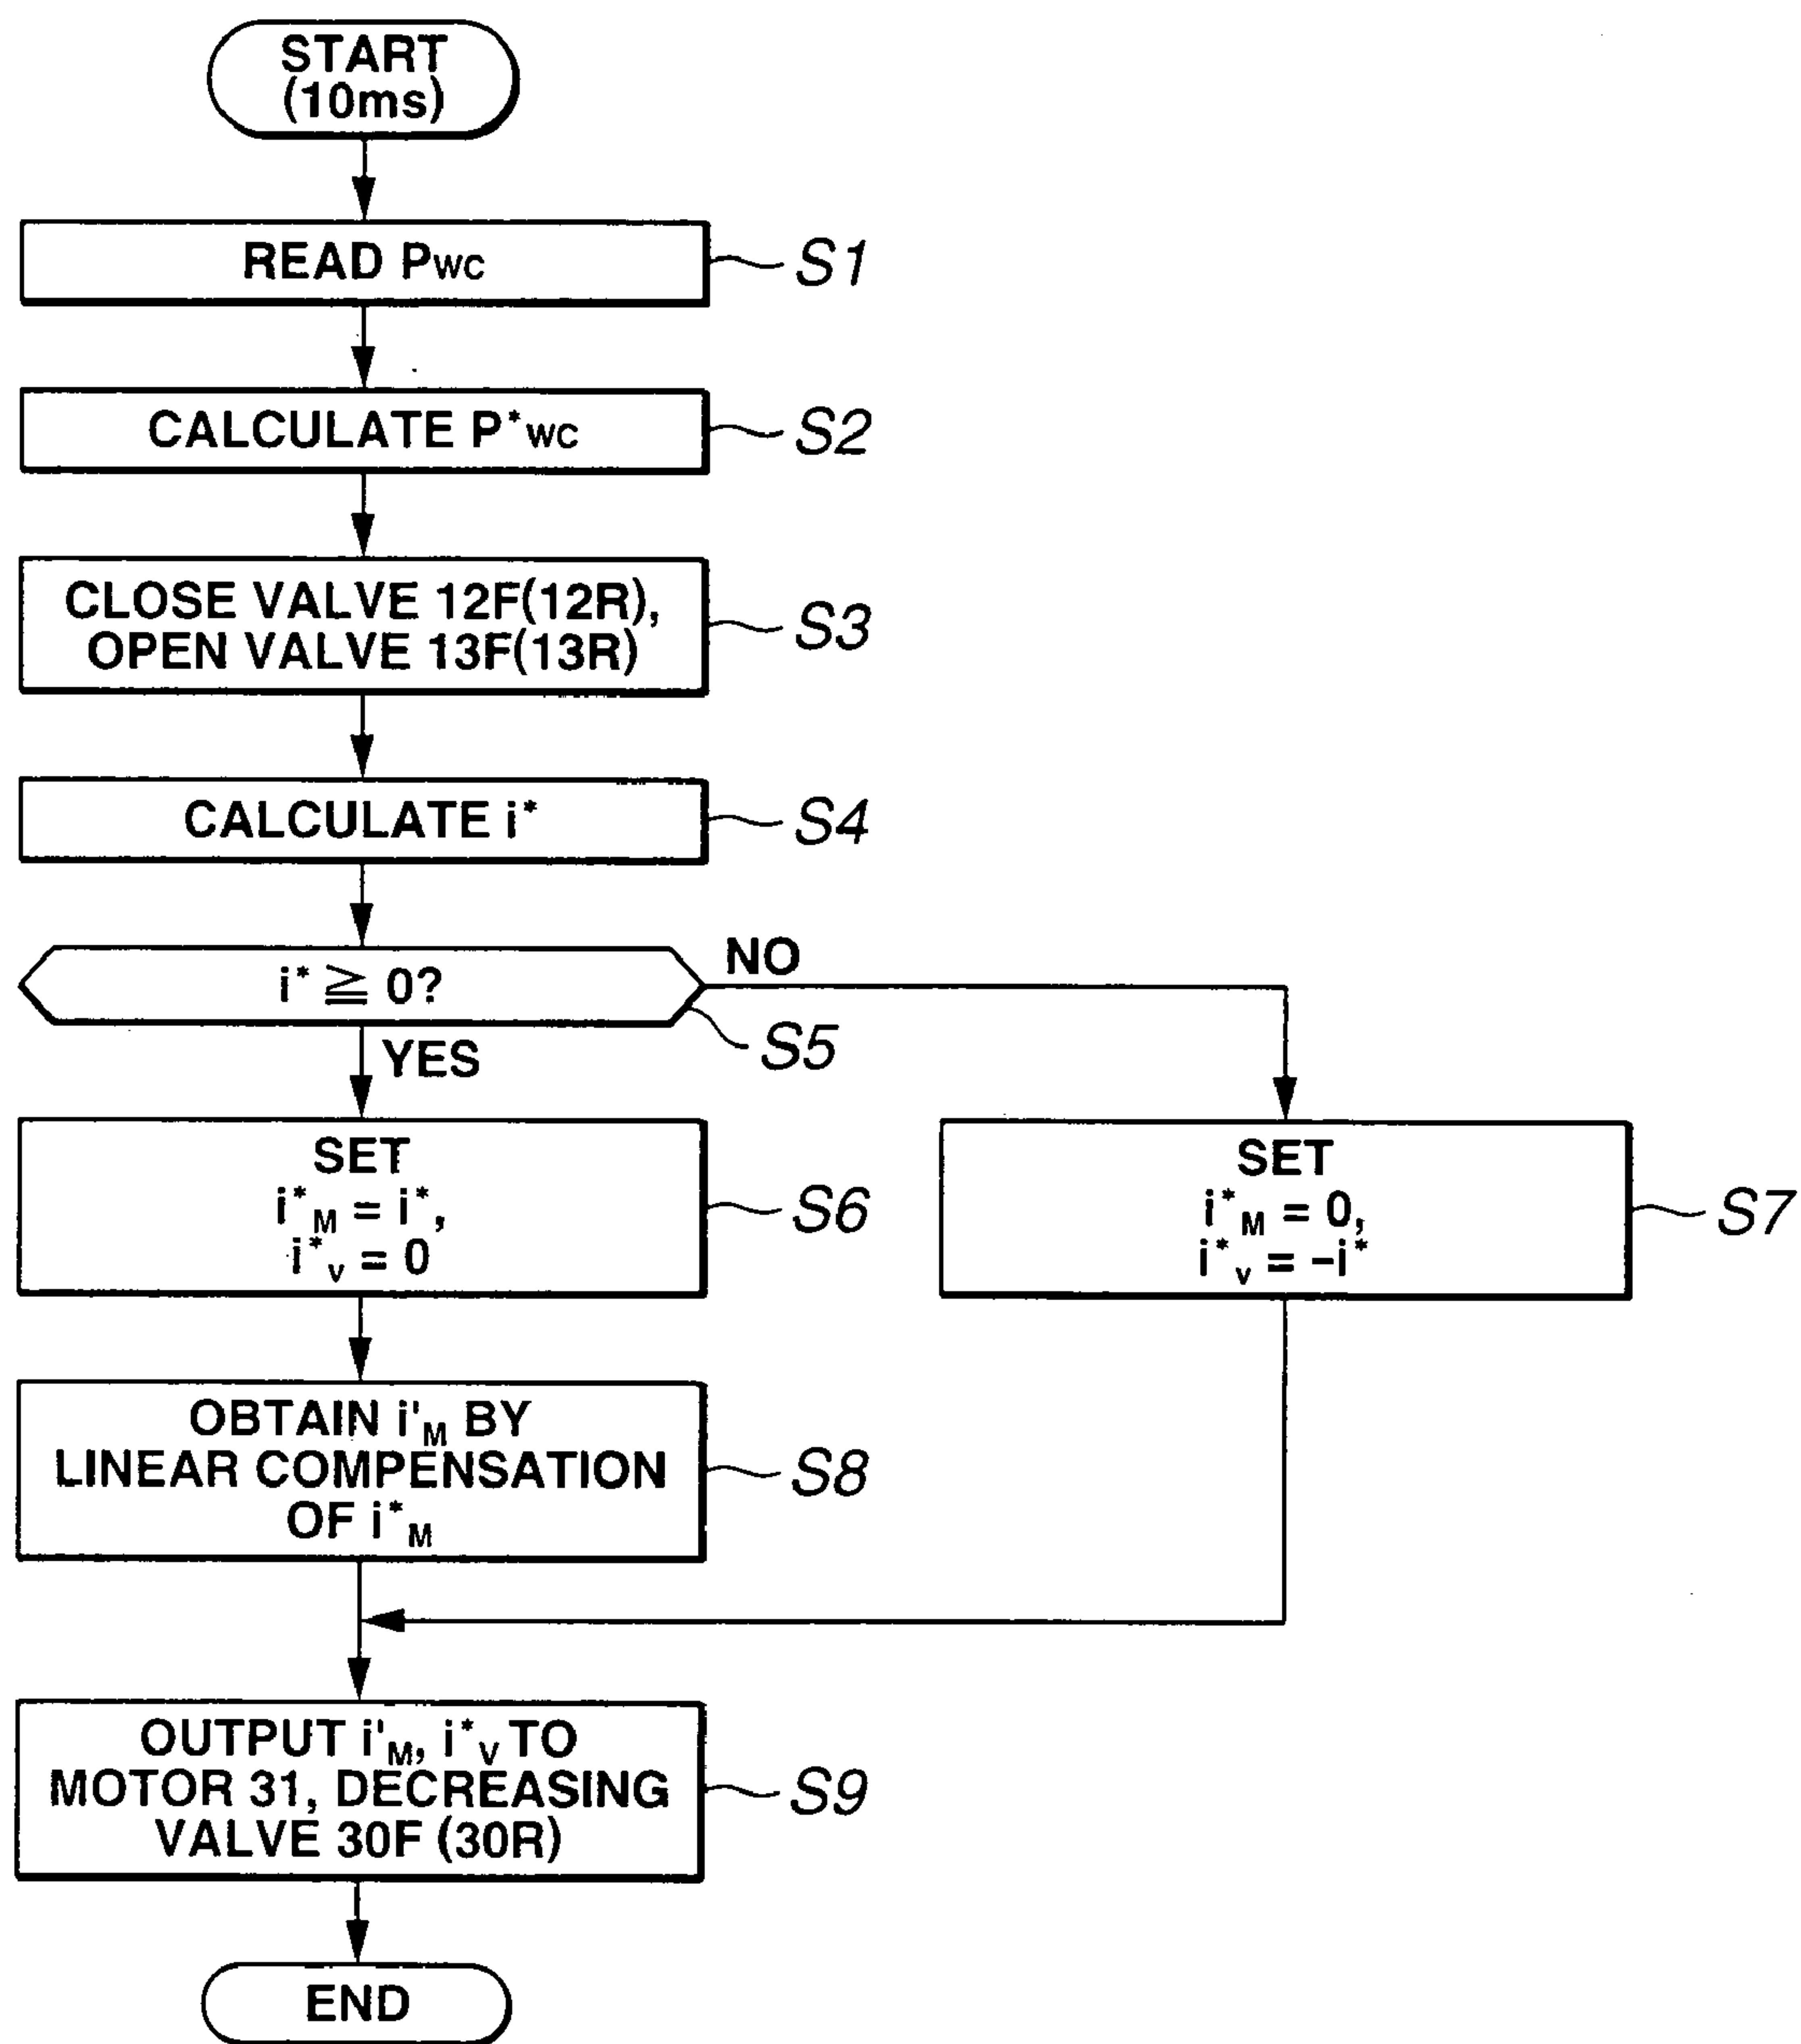 START
(10ms)
READ PWC
S1
CALCULATE P*WC
S2
CLOSE VALVE 12F(12R),
OPEN VALVE 13F(13R)
S3
CALCULATE i*
S4
i* ≧ 0?
NO
S5
YES
SET
i*M = i*,
i*v = 0
S6
SET
i*M = 0,
i*v = –i*
S7
OBTAIN i'M BY
LINEAR COMPENSATION
OF i*M
S8
OUTPUT i'M, i*V TO
MOTOR 31, DECREASING
VALVE 30F (30R)
S9
END